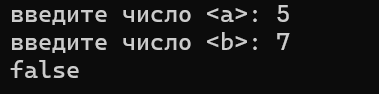 введите число <a>: 5
введите число <b>: 7
false